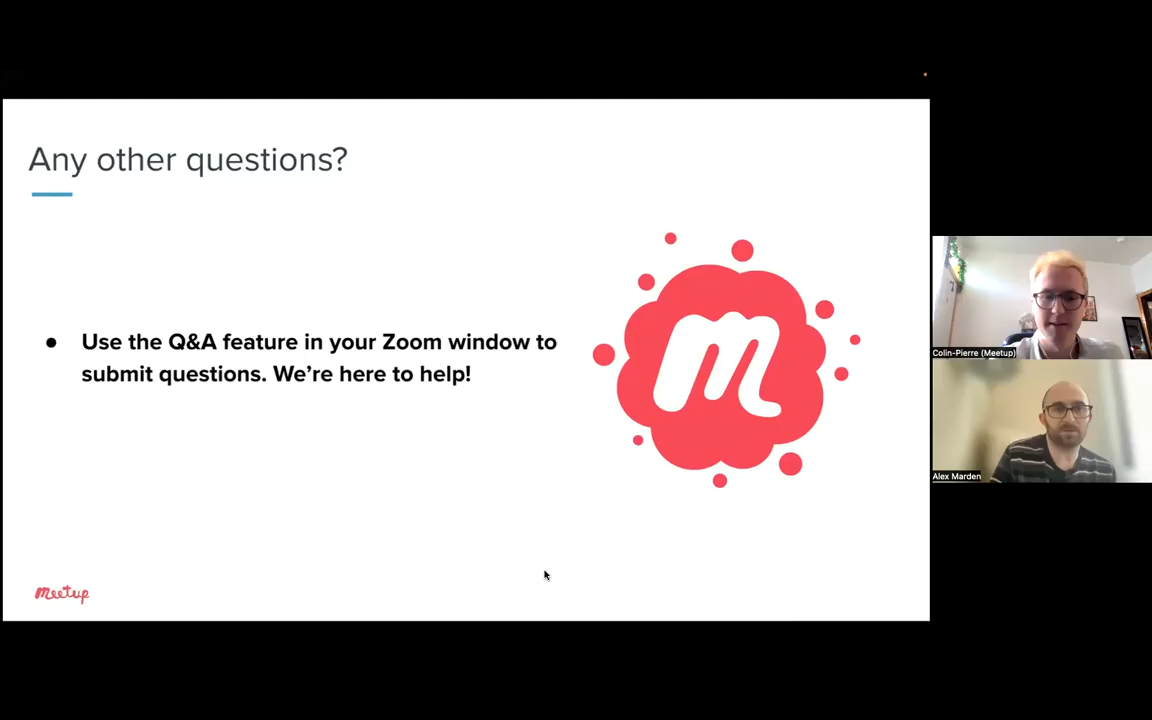 Any other questions?
● Use the Q&A feature in your Zoom window to
submit questions. We’re here to help!
m
meetup
Colin-Pierre (Meetup)
Alex Marden